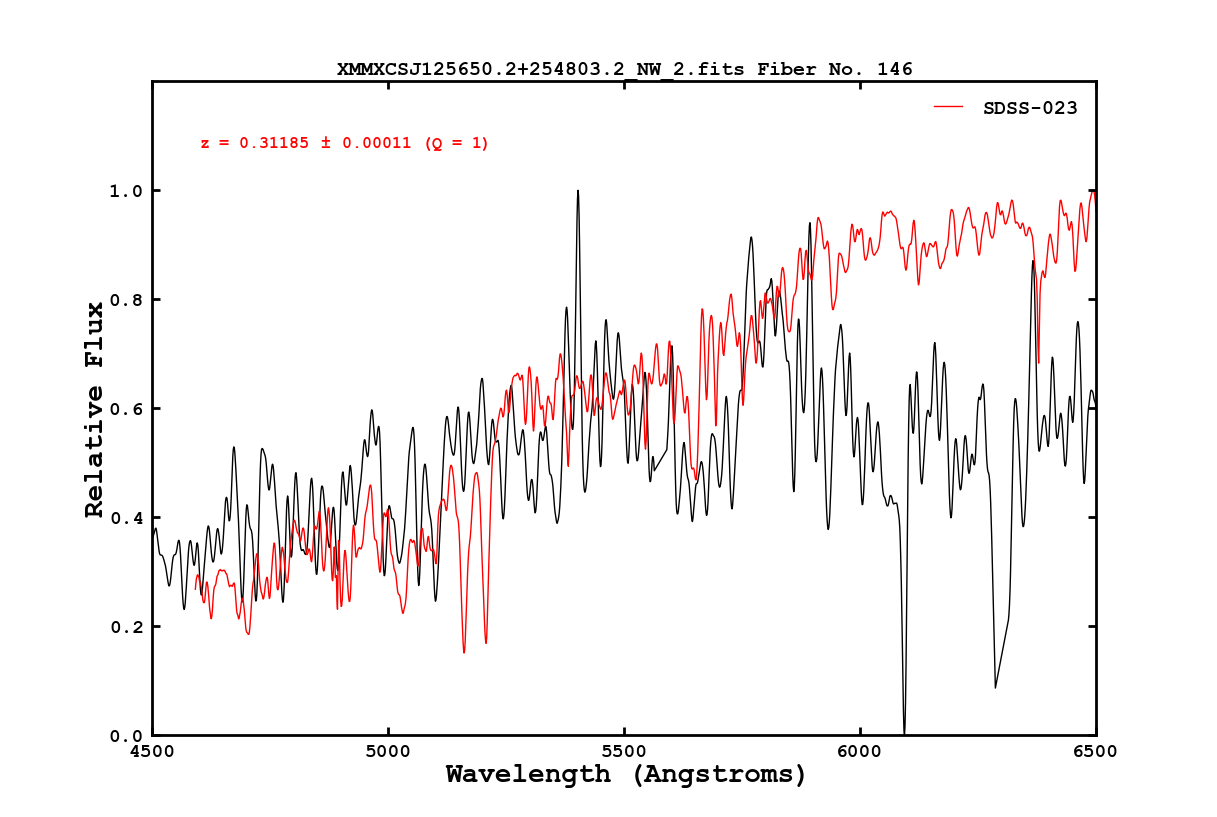 XMMXCSJ125650.2+254803.2_NW_2.fits Fiber No. 146
SDSS-023
z = 0.31185 ± 0.00011 (Q = 1)
1.0
0.8
0.6
0.4
0.2
0.0
Relative Flux
4500 5000 5500 6000 6500
Wavelength (Angstroms)